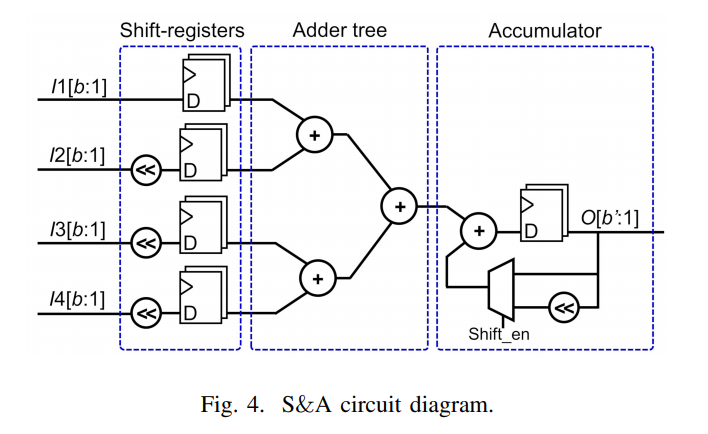 Shift-registers Adder tree Accumulator
I1[b:1]
D
I2[b:1]
<<
D
+
I3[b:1]
<<
D
+
+
I4[b:1]
<<
D
+
D
O[b':1]
<<
Shift_en
Fig. 4. S&A circuit diagram.